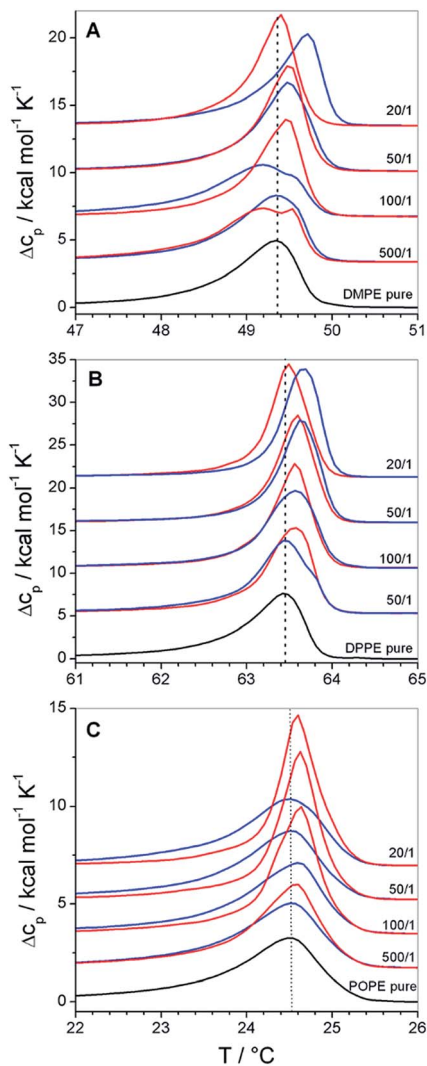 A
20
15
10
5
0
Δcp / kcal mol-1 K-1
20/1
50/1
100/1
500/1
DMPE pure
47 48 49 50 51
B
35
30
25
20
15
10
5
0
Δcp / kcal mol-1 K-1
20/1
50/1
100/1
50/1
DPPE pure
61 62 63 64 65
C
15
10
5
0
Δcp / kcal mol-1 K-1
20/1
50/1
100/1
500/1
POPE pure
22 23 24 25 26
T / °C